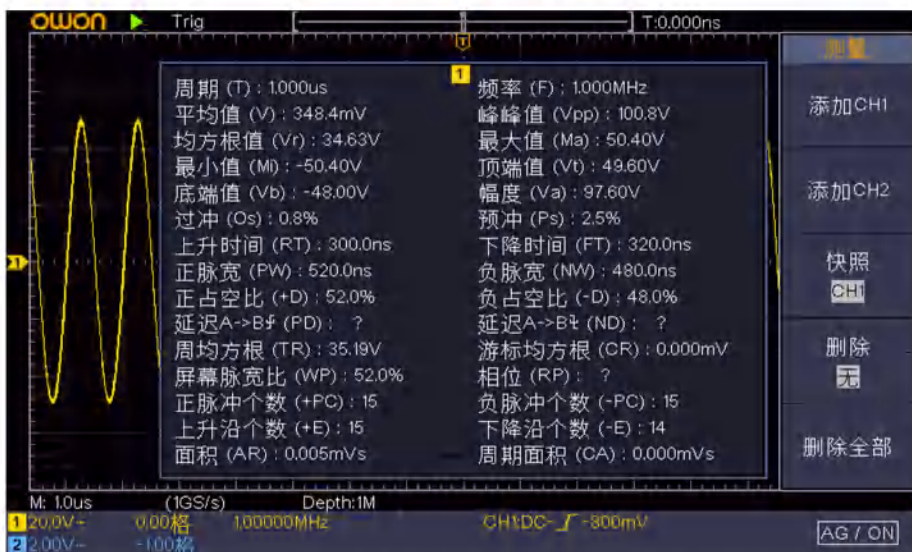 OWON Trig T:0.000ns
T
测量
1
周期 (T) : 1.000us 频率 (F) : 1.000MHz
平均值 (V) : 348.4mV 峰峰值 (Vpp) : 100.8V
均方根值 (Vr) : 34.63V 最大值 (Ma) : 50.40V
最小值 (Mi) : -50.40V 顶端值 (Vt) : 49.60V
底端值 (Vb) : -48.00V 幅度 (Va) : 97.60V
过冲 (Os) : 0.8% 预冲 (Ps) : 2.5%
上升时间 (RT) : 300.0ns 下降时间 (FT) : 320.0ns
正脉宽 (PW) : 520.0ns 负脉宽 (NW) : 480.0ns
正占空比 (+D) : 52.0% 负占空比 (-D) : 48.0%
延迟A->B (PD) : ? 延迟A->B (ND) : ?
周均方根 (TR) : 35.19V 游标均方根 (CR) : 0.000mV
屏幕脉宽比 (WP) : 52.0% 相位 (RP) : ?
正脉冲个数 (+PC) : 15 负脉冲个数 (-PC) : 15
上升沿个数 (+E) : 15 下降沿个数 (-E) : 14
面积 (AR) : 0.005mVs 周期面积 (CA) : 0.000mVs
添加CH1
添加CH2
快照
CH1
删除
无
删除全部
M: 1.0us (1GS/s) Depth:1M
1 20.0V~ 0.00格 1.00000MHz CH1:DC- -800mV
2 2.00V~ -1.00格
AG / ON